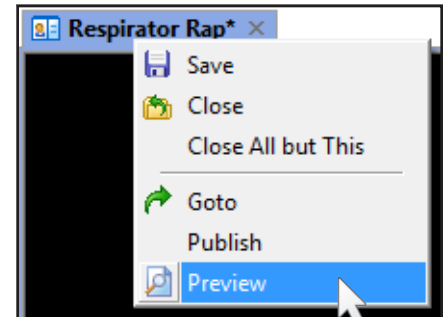 Respirator Rap*
Save
Close
Close All but This
Goto
Publish
Preview